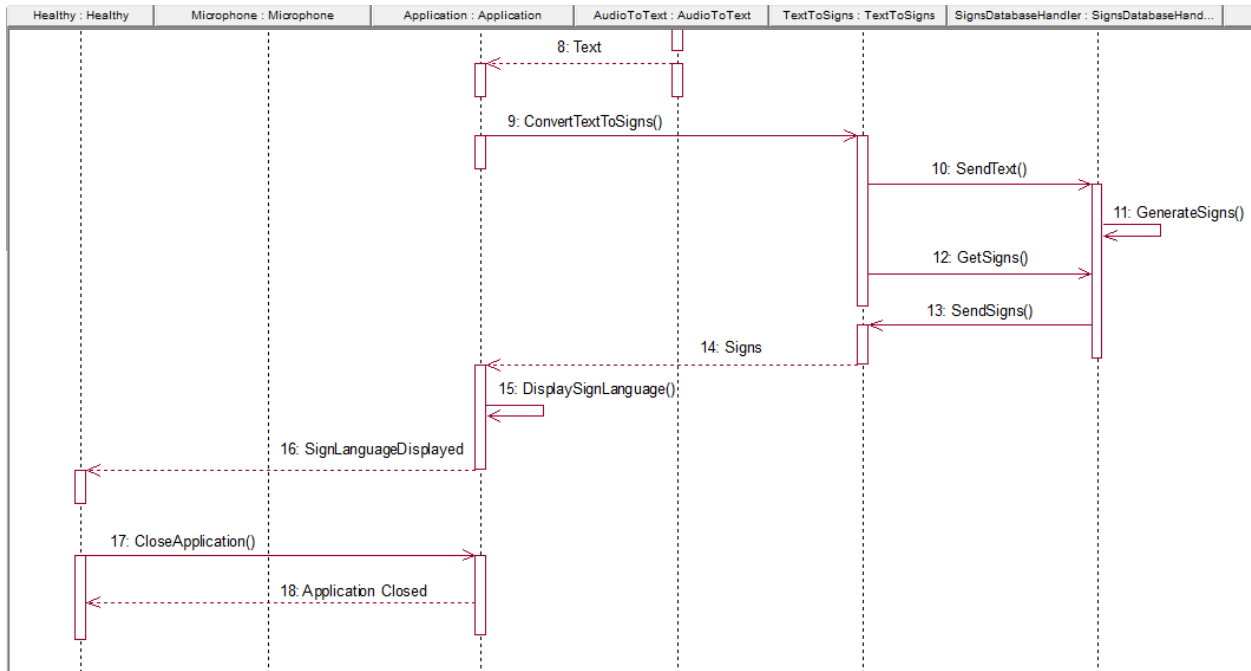 Healthy : Healthy
Microphone : Microphone
Application : Application
AudioToText : AudioToText
TextToSigns : TextToSigns
SignsDatabaseHandler : SignsDatabaseHand...
8: Text
9: ConvertTextToSigns()
10: SendText()
11: GenerateSigns()
12: GetSigns()
13: SendSigns()
14: Signs
15: DisplaySignLanguage()
16: SignLanguageDisplayed
17: CloseApplication()
18: Application Closed